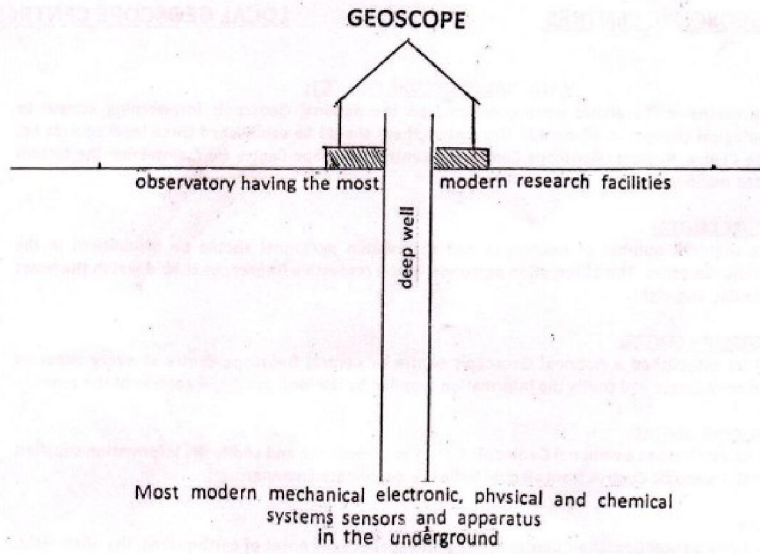 GEOSCOPE
observatory having the most modern research facilities
deep well
Most modern mechanical electronic, physical and chemical
systems sensors and apparatus
in the underground